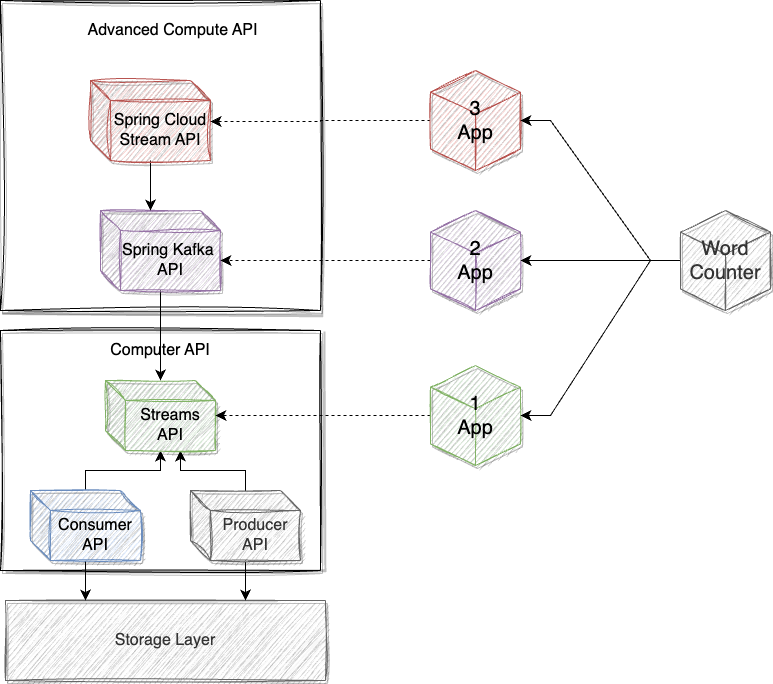 Advanced Compute API
Spring Cloud
Stream API
3
App
Spring Kafka
API
2
App
Word
Counter
Computer API
Streams
API
1
App
Consumer
API
Producer
API
Storage Layer